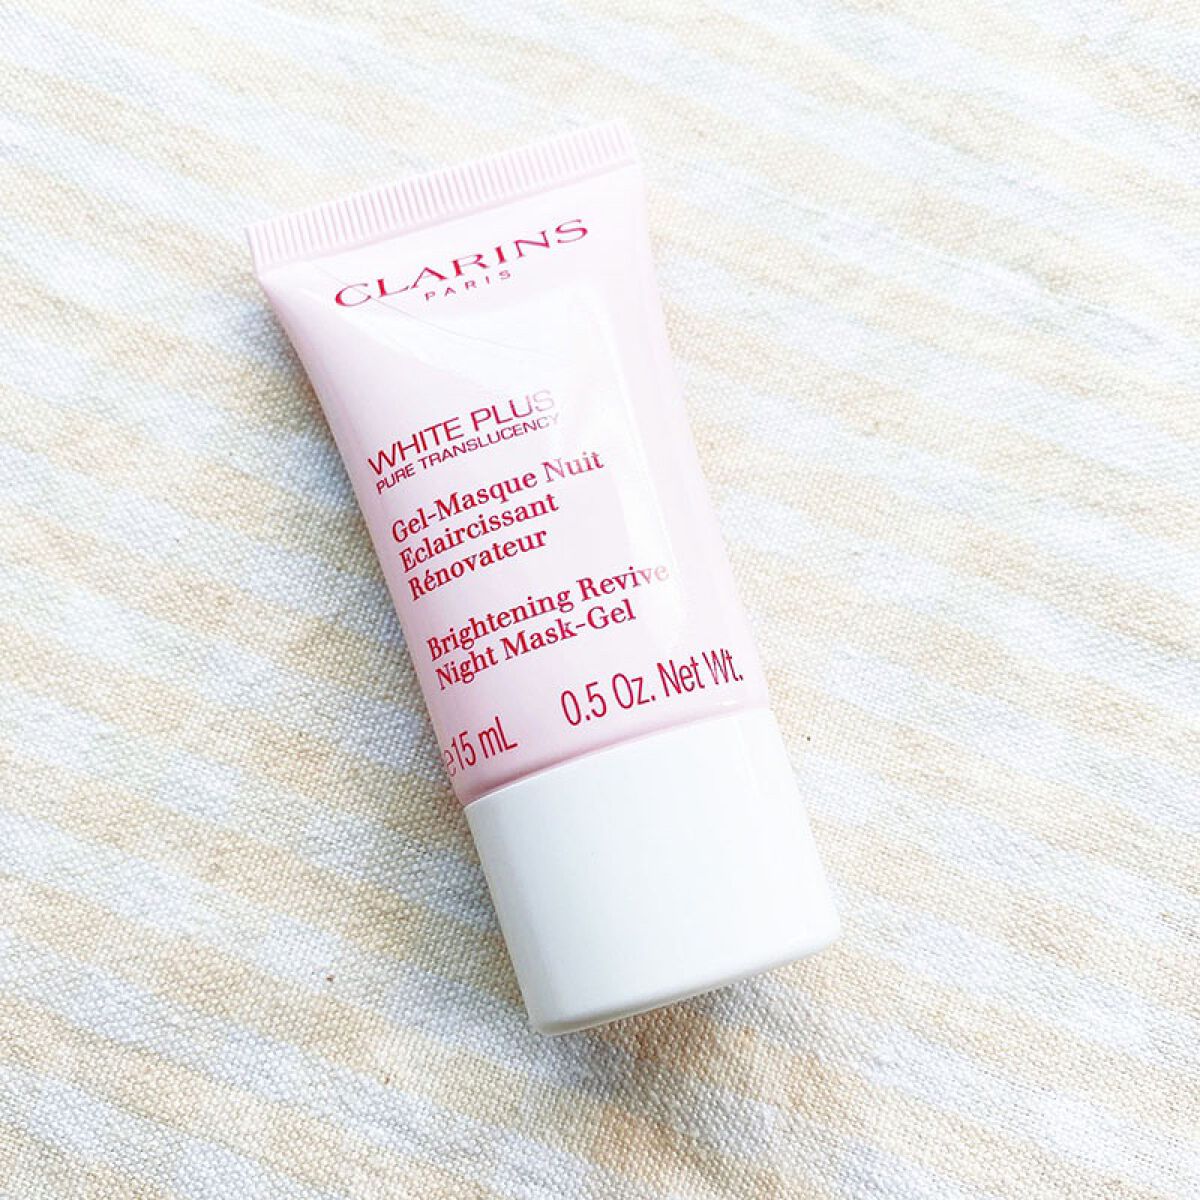 CLARINS
PARIS
WHITE PLUS
PURE TRANSLUCENCY
Gel-Masque Nuit
Eclaircissant
Rénovateur
Brightening Revive
Night Mask-Gel
e15 mL 0.5 Oz. Net Wt.